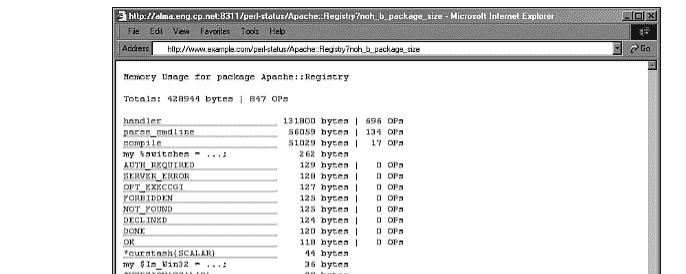 http://alma.eng.cp.net:8311/perl-status/Apache::Registry?noh_b_package_size - Microsoft Internet Explorer
File Edit View Favorites Tools Help
Address http://www.example.com/perl-status/Apache::Registry?noh_b_package_size Go
Memory Usage for package Apache::Registry
Totals: 428944 bytes | 847 OPs
handler 131800 bytes | 696 OPs
parse_cmdline 56059 bytes | 134 OPs
compile 51029 bytes | 17 OPs
my %switches = ...; 262 bytes
AUTH_REQUIRED 129 bytes | 0 OPs
SERVER_ERROR 128 bytes | 0 OPs
OPT_EXECCGI 127 bytes | 0 OPs
FORBIDDEN 125 bytes | 0 OPs
NOT_FOUND 125 bytes | 0 OPs
DECLINED 124 bytes | 0 OPs
DONE 120 bytes | 0 OPs
OK 118 bytes | 0 OPs
*curstash{SCALAR} 44 bytes
my $Is_Win32 = ...; 36 bytes